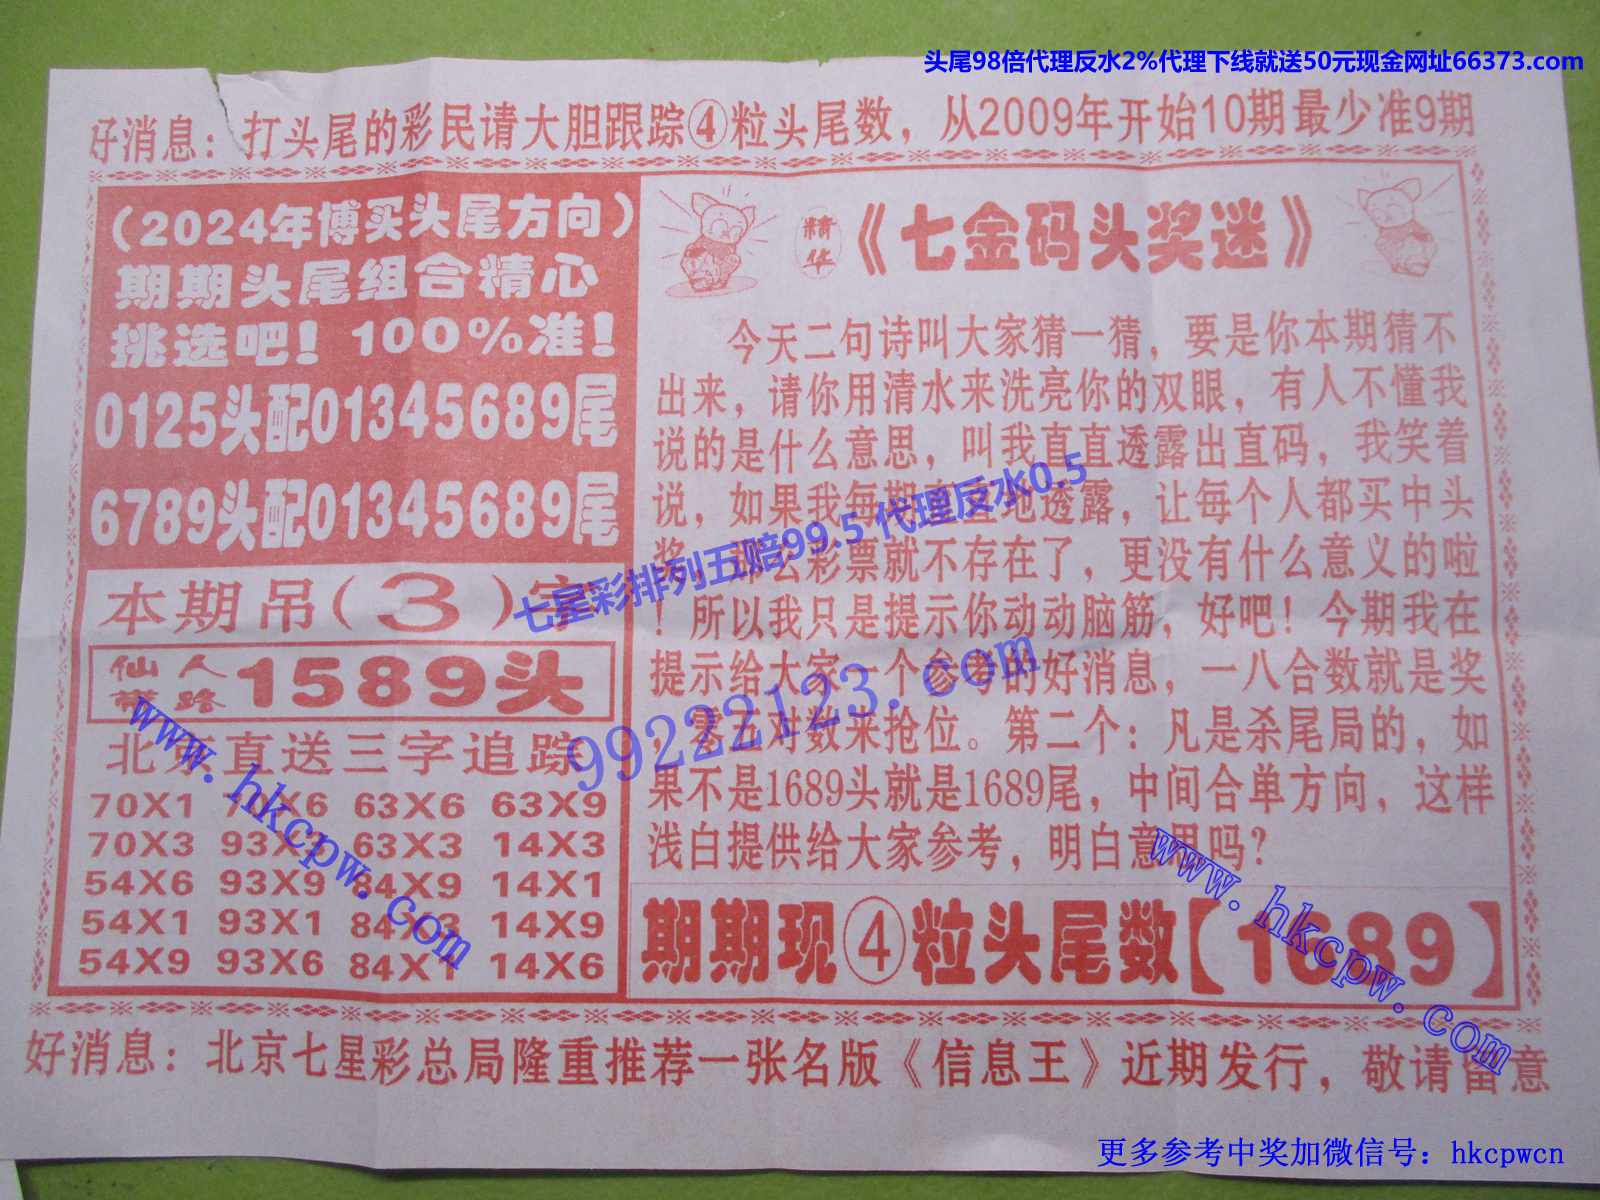 头尾98倍代理反水2%代理下线就送50元现金网址66373.com
好消息：打头尾的彩民请大胆跟踪④粒头尾数，从2009年开始10期最少准9期
（2024年博买头尾方向）
期期头尾组合精心
挑选吧！100%准！
0125头配01345689尾
6789头配01345689尾
本期吊(3)字
仙人
指路 1589头
北京直送三字追踪
70X1 70X6 63X6 63X9
70X3 93X3 63X3 14X3
54X6 93X9 84X9 14X1
54X1 93X1 84X3 14X9
54X9 93X6 84X1 14X6
精华 《七金码头奖迷》
今天二句诗叫大家猜一猜，要是你本期猜不
出来，请你用清水来洗亮你的双眼，有人不懂我
说的是什么意思，叫我直直透露出直码，我笑着
说，如果我每期直直地透露，让每个人都买中头
奖，那么彩票就不存在了，更没有什么意义的啦
！所以我只是提示你动动脑筋，好吧！今期我在
提示给大家一个参考的好消息，一八合数就是奖
，零五对数来抢位。第二个：凡是杀尾局的，如
果不是1689头就是1689尾，中间合单方向，这样
浅白提供给大家参考，明白意思吗？
期期现④粒头尾数【1689】
好消息：北京七星彩总局隆重推荐一张名版《信息王》近期发行，敬请留意
七星彩排列五赔99.5 代理反水0.5
99222123.com
www.hkcpw.com
www.hkcpw.com
更多参考中奖加微信号：hkcpwcn